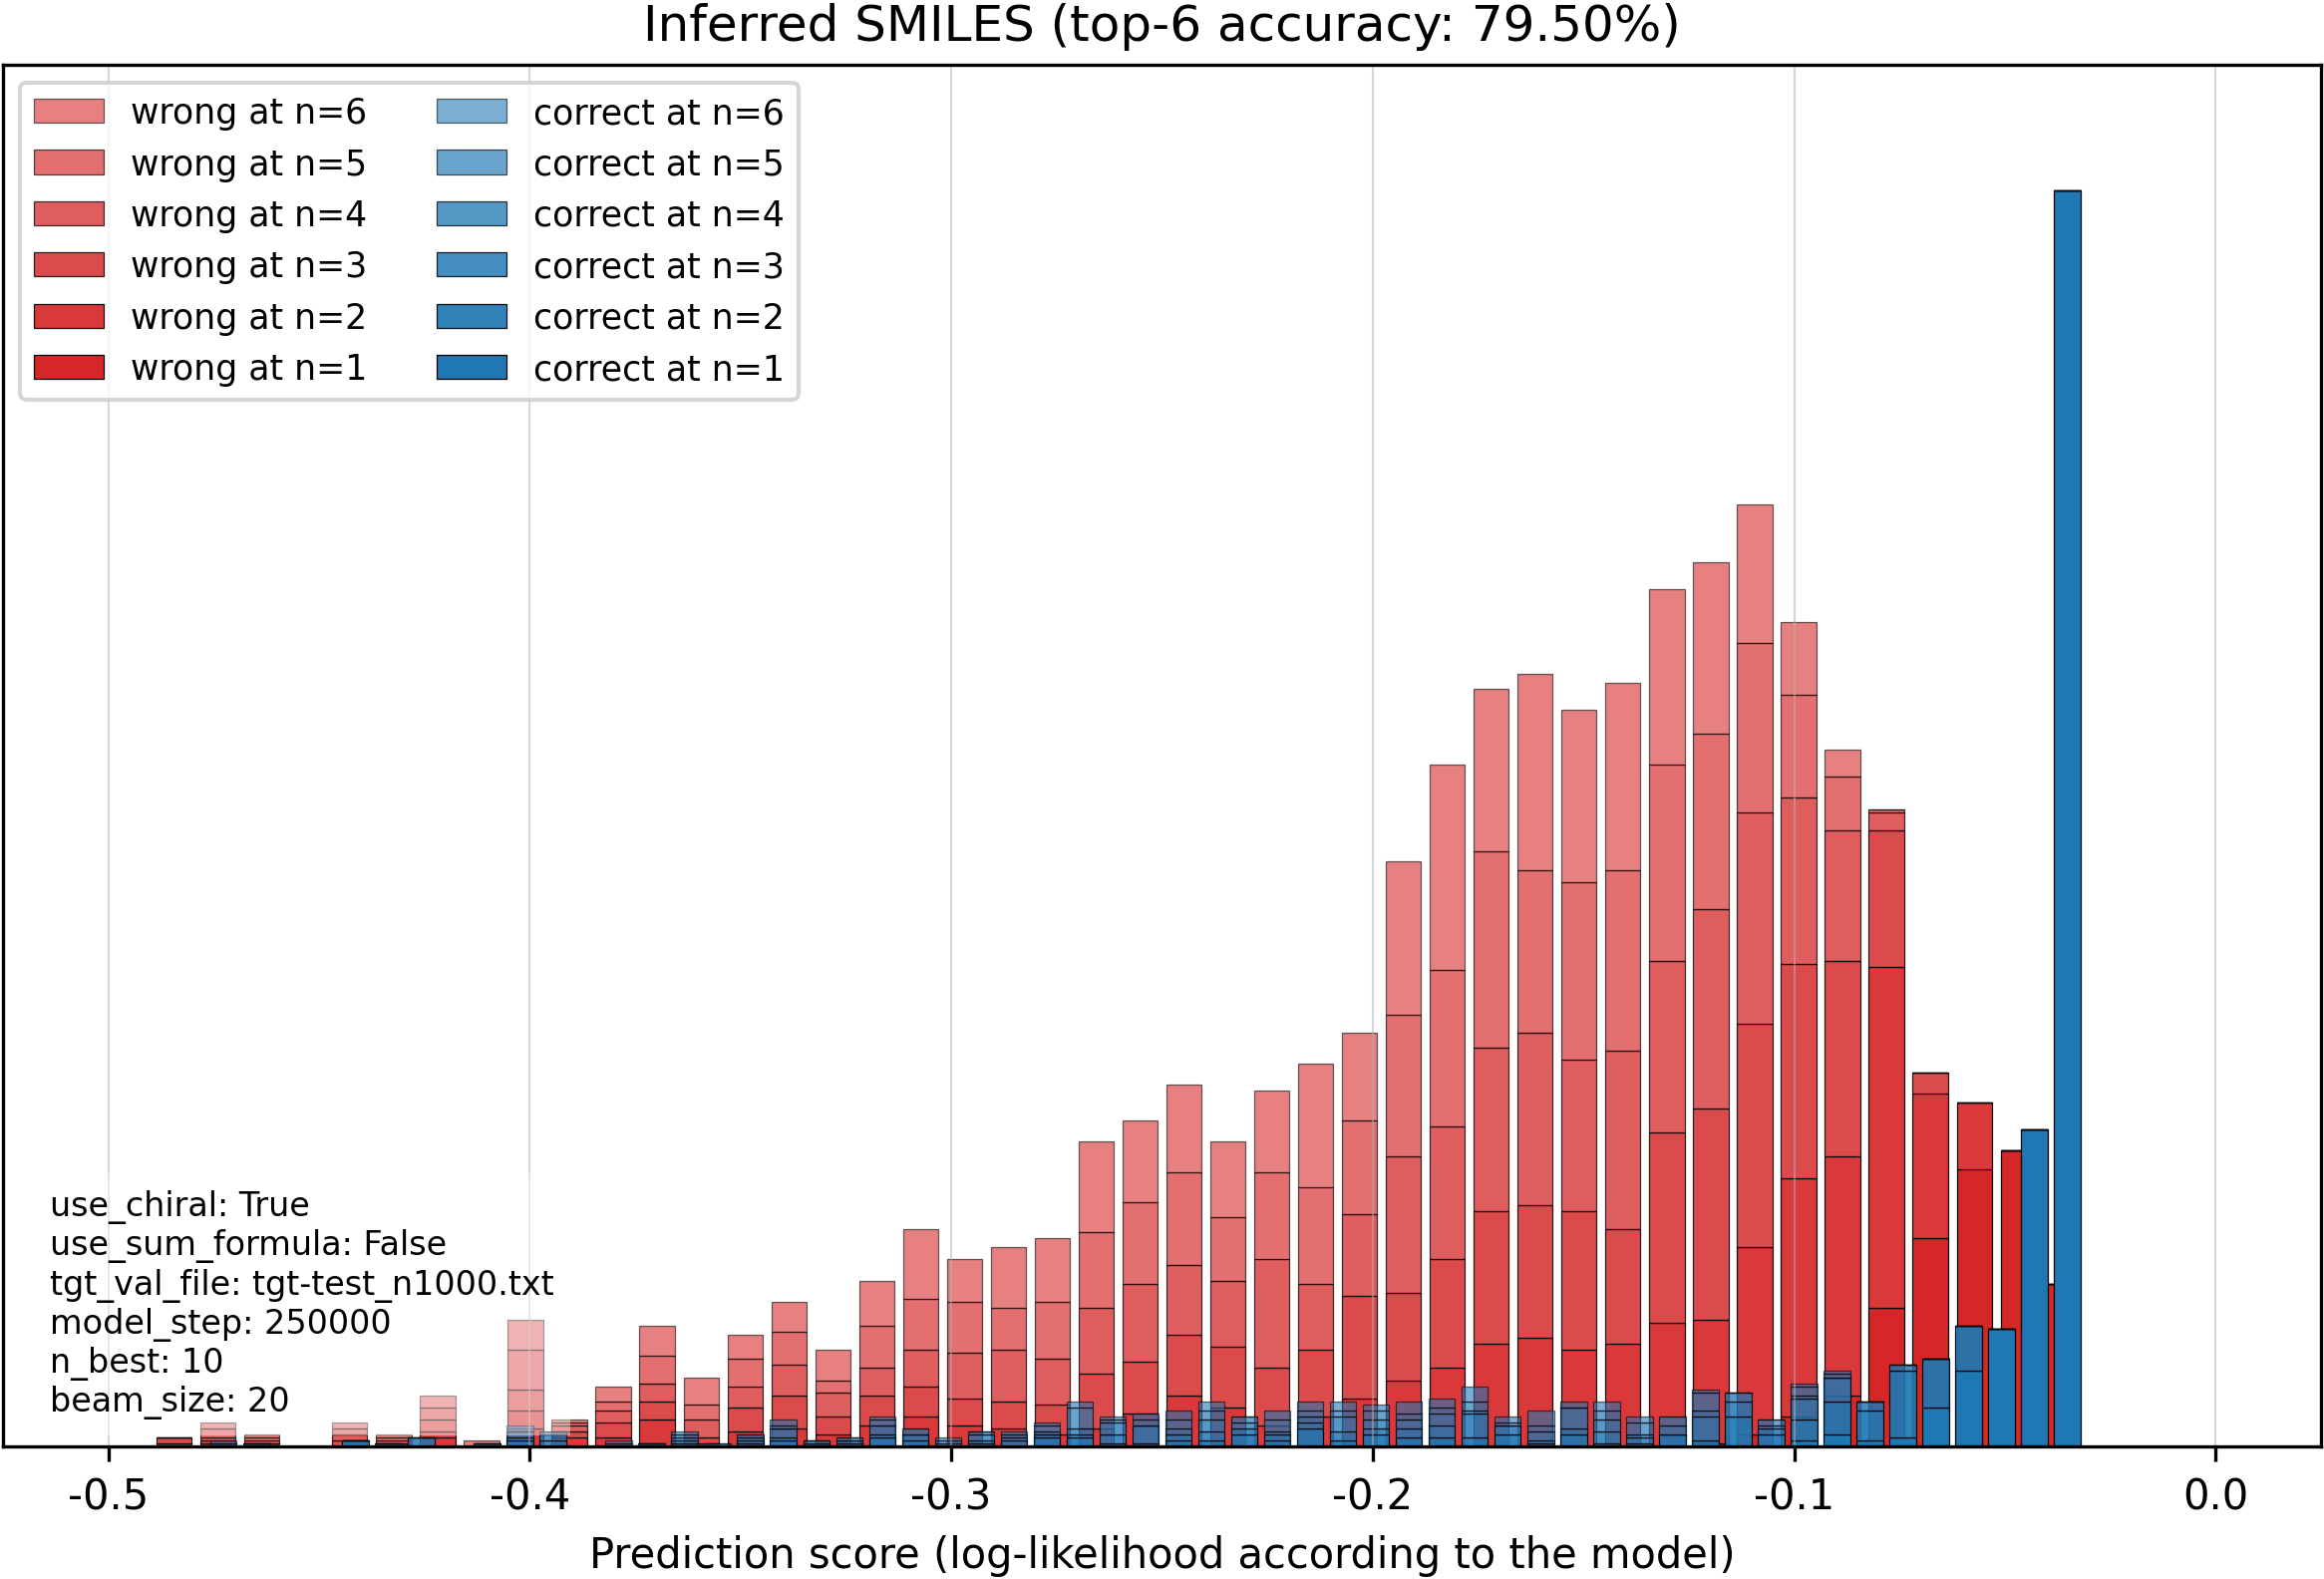 Inferred SMILES (top-6 accuracy: 79.50%)
wrong at n=6
wrong at n=5
wrong at n=4
wrong at n=3
wrong at n=2
wrong at n=1
correct at n=6
correct at n=5
correct at n=4
correct at n=3
correct at n=2
correct at n=1
use_chiral: True
use_sum_formula: False
tgt_val_file: tgt-test_n1000.txt
model_step: 250000
n_best: 10
beam_size: 20
-0.5 -0.4 -0.3 -0.2 -0.1 0.0
Prediction score (log-likelihood according to the model)